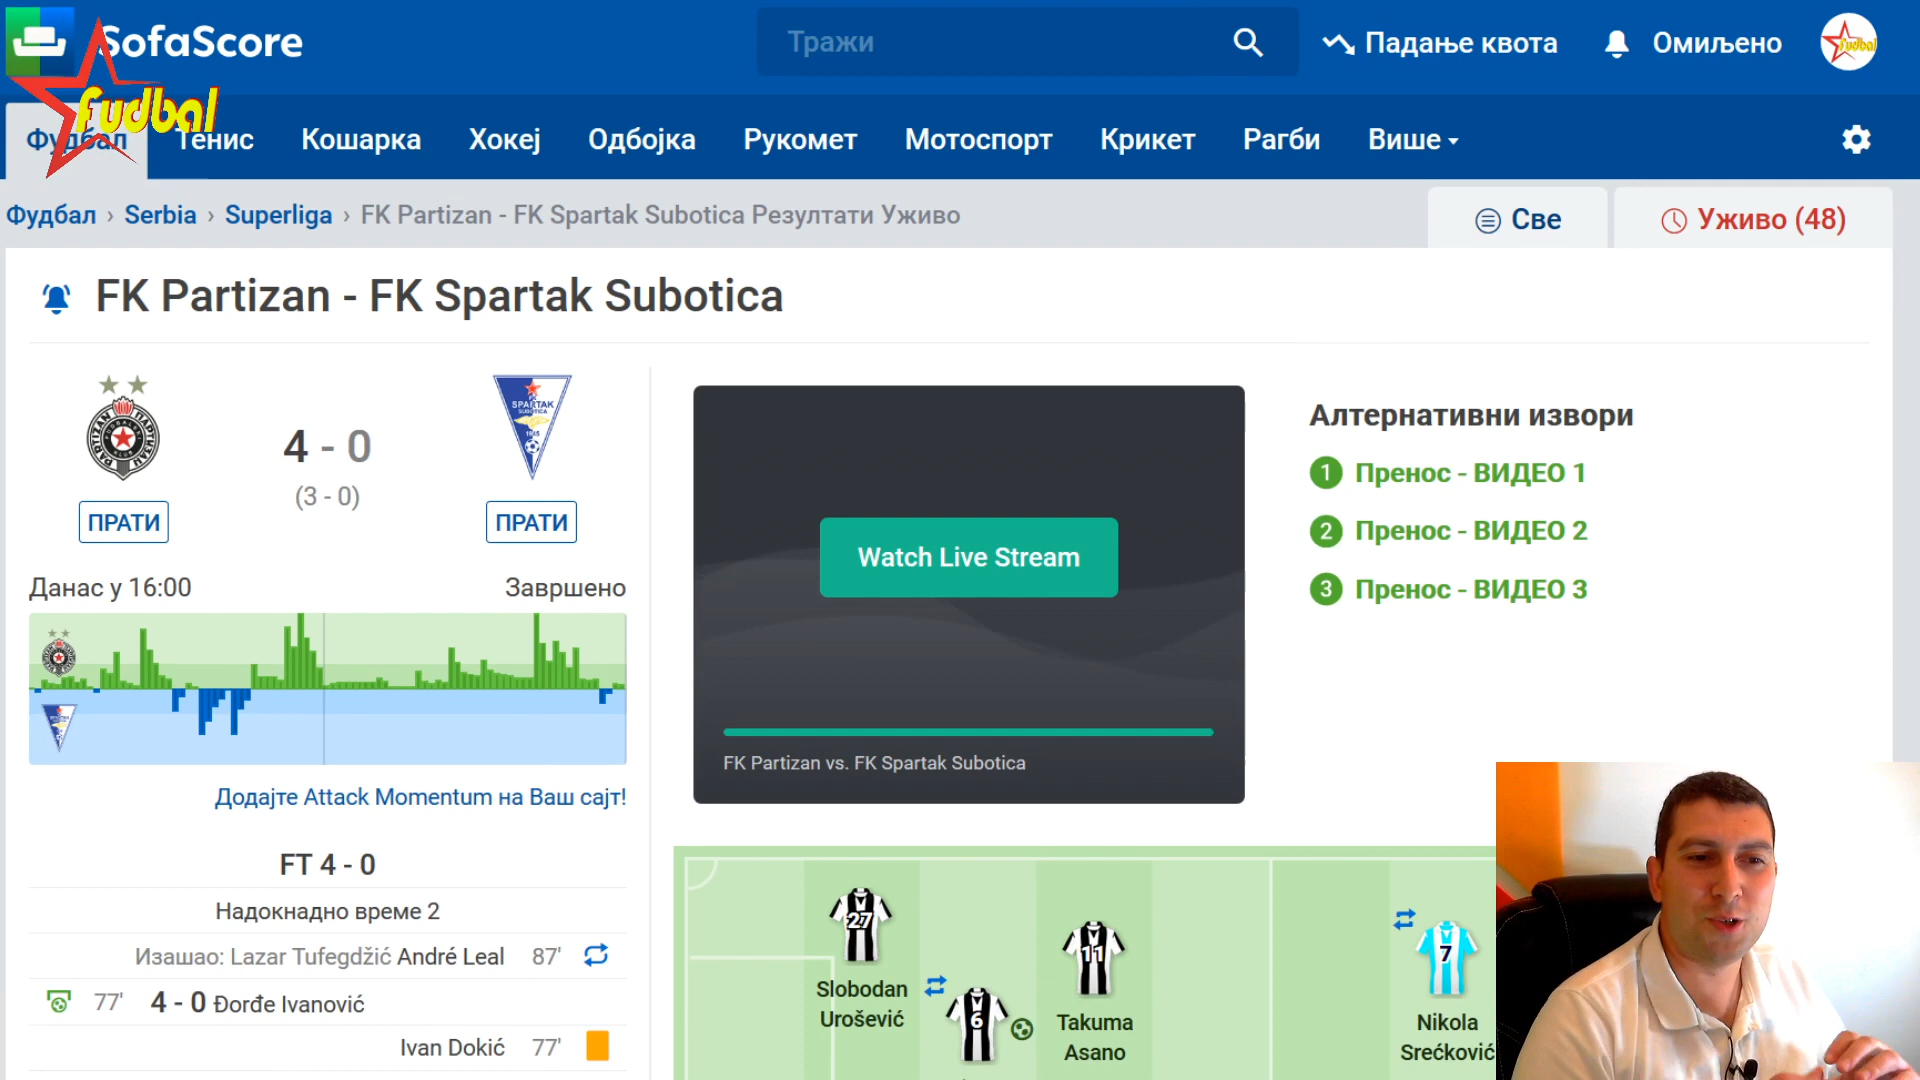 SofaScore
fudbal
Тражи
Падање квота
Омиљено
fudbal
Фудбал
Тенис
Кошарка
Хокеј
Одбојка
Рукомет
Мотоспорт
Крикет
Рагби
Више
Фудбал › Serbia › Superliga › FK Partizan - FK Spartak Subotica Резултати Уживо
Све
Уживо (48)
FK Partizan - FK Spartak Subotica
SPARTAK
SUBOTICA
1945
4 - 0
(3 - 0)
ПРАТИ
ПРАТИ
Данас у 16:00
Завршено
Додајте Attack Momentum на Ваш сајт!
FT 4 - 0
Надокнадно време 2
Изашао: Lazar Tufegdžić André Leal 87'
77' 4 - 0 Đorđe Ivanović
Ivan Dokić 77'
Watch Live Stream
FK Partizan vs. FK Spartak Subotica
Алтернативни извори
1 Пренос - ВИДЕО 1
2 Пренос - ВИДЕО 2
3 Пренос - ВИДЕО 3
27
Slobodan
Urošević
6
11
Takuma
Asano
7
Nikola
Srećković